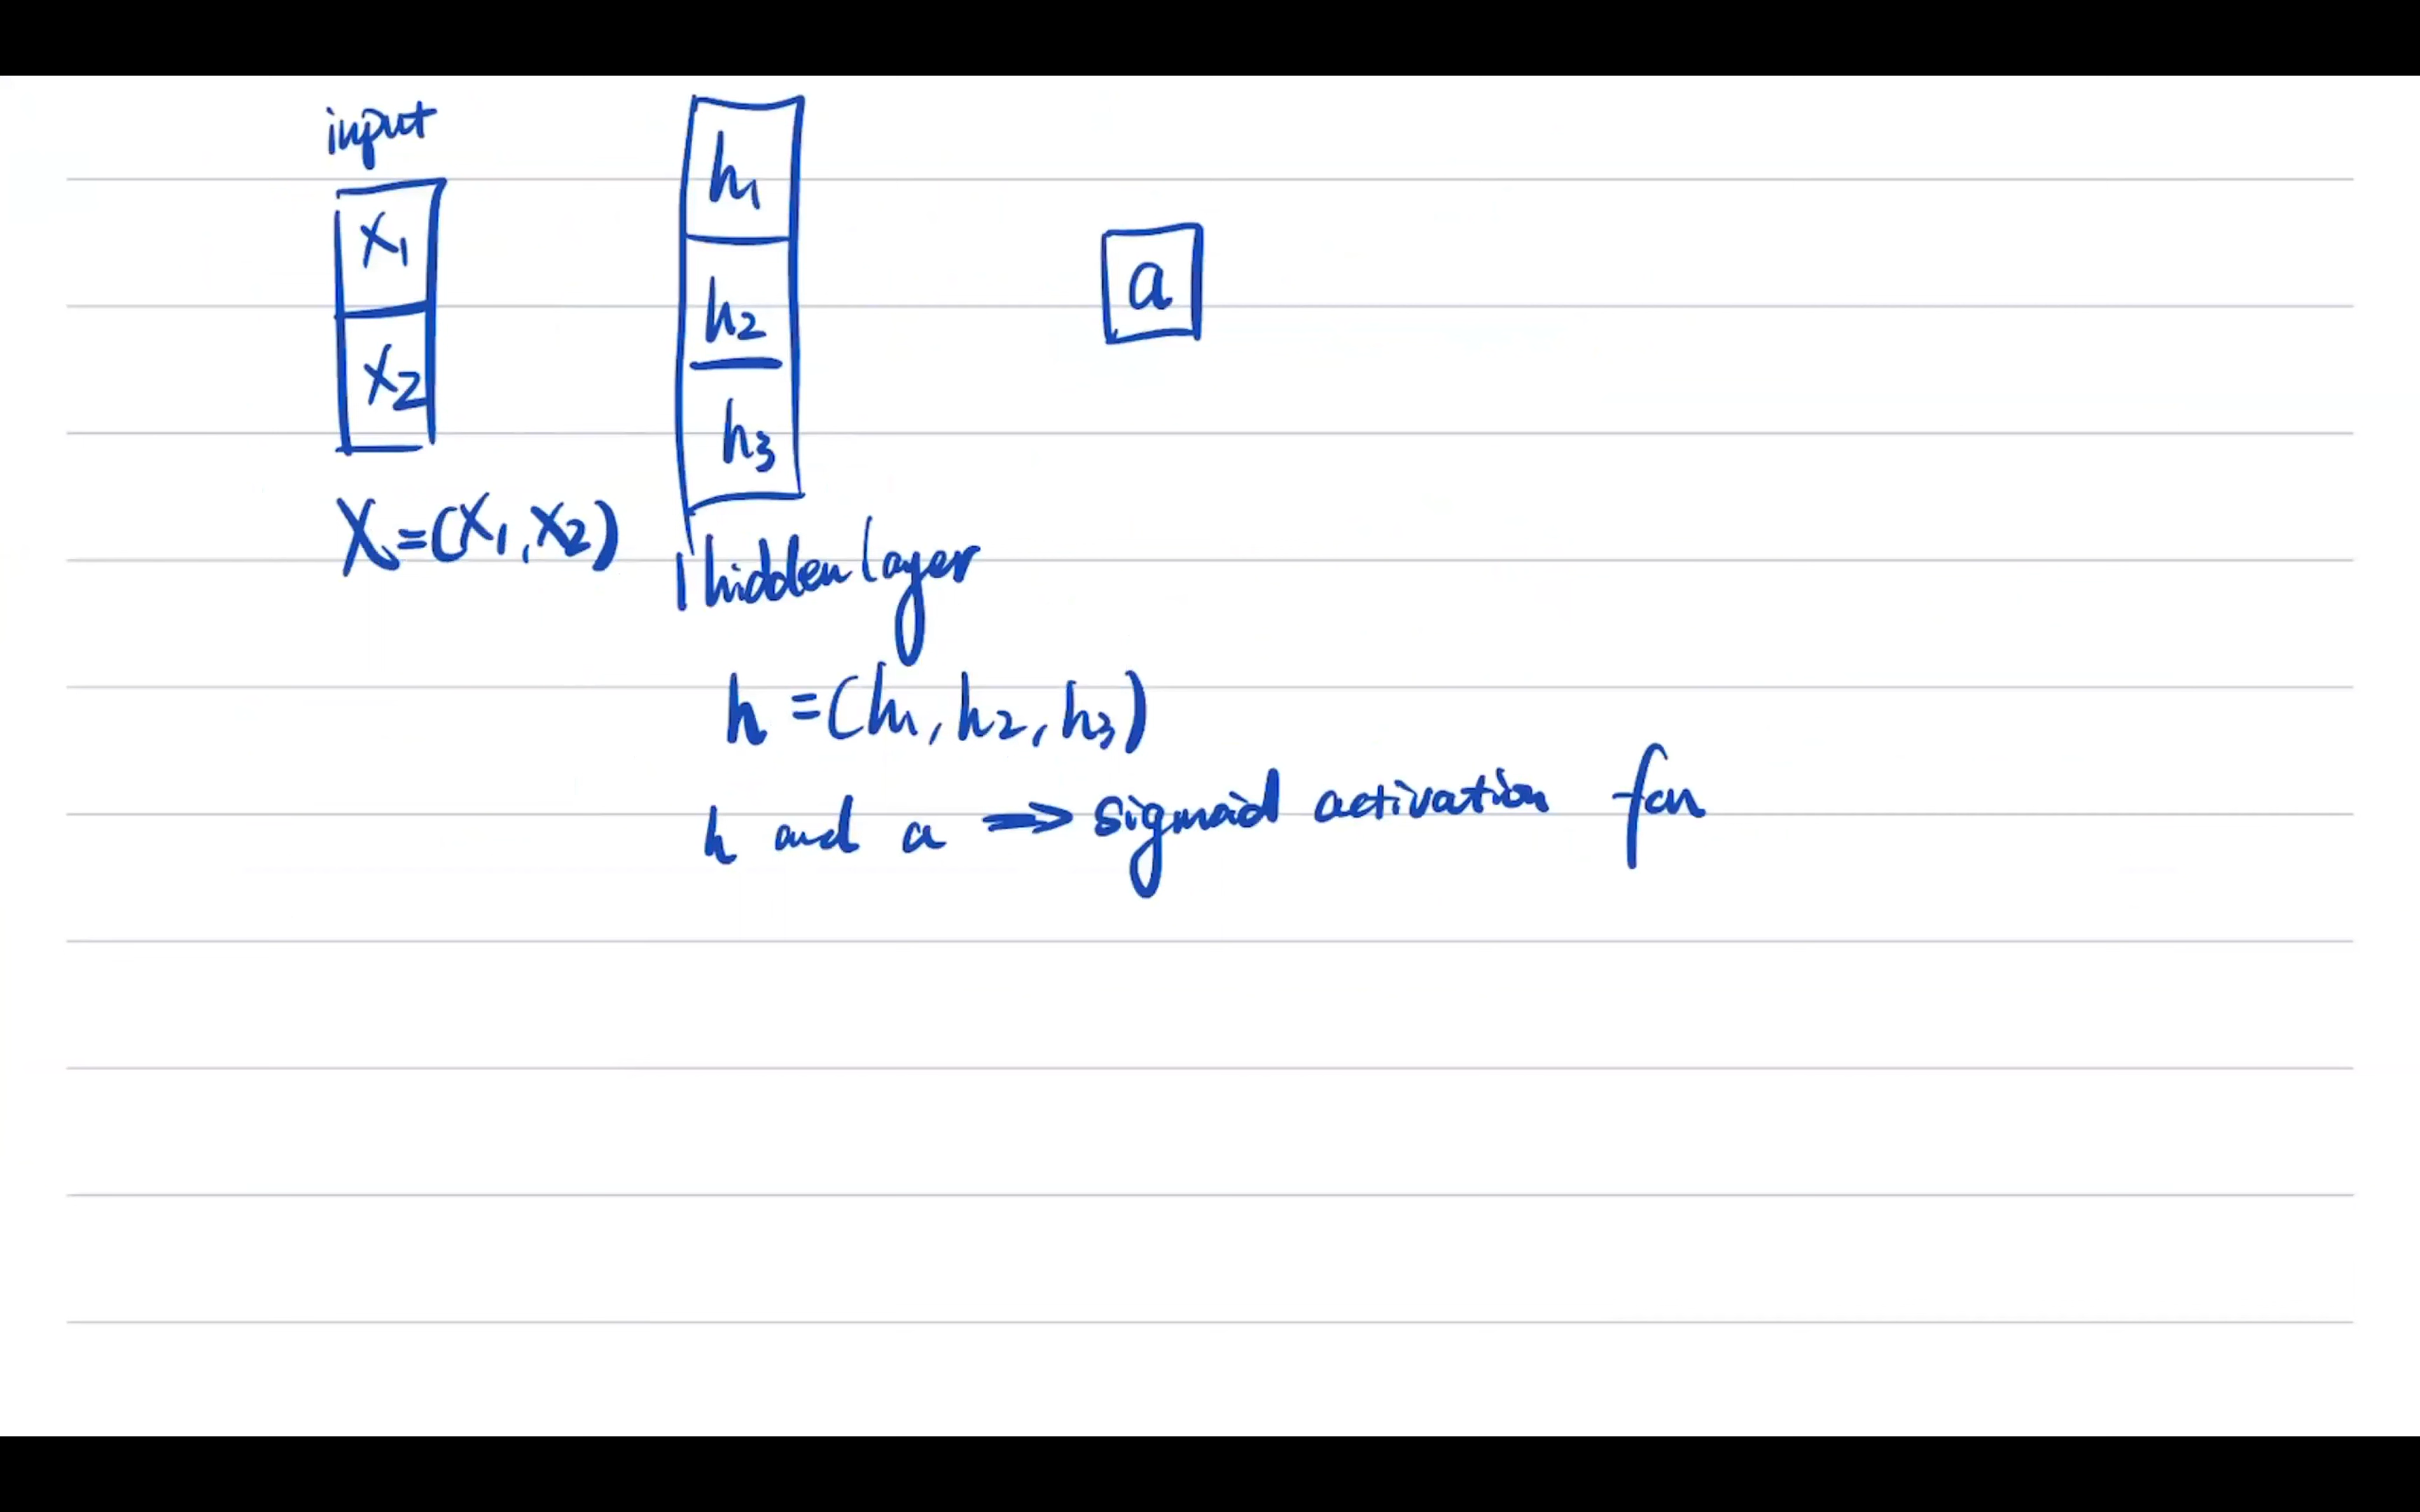 input
x1
x2
X=(x1,x2)
h1
h2
h3
1 hidden layer
a
h=(h1,h2,h3)
h and a ⇒ sigmoid activation fcn